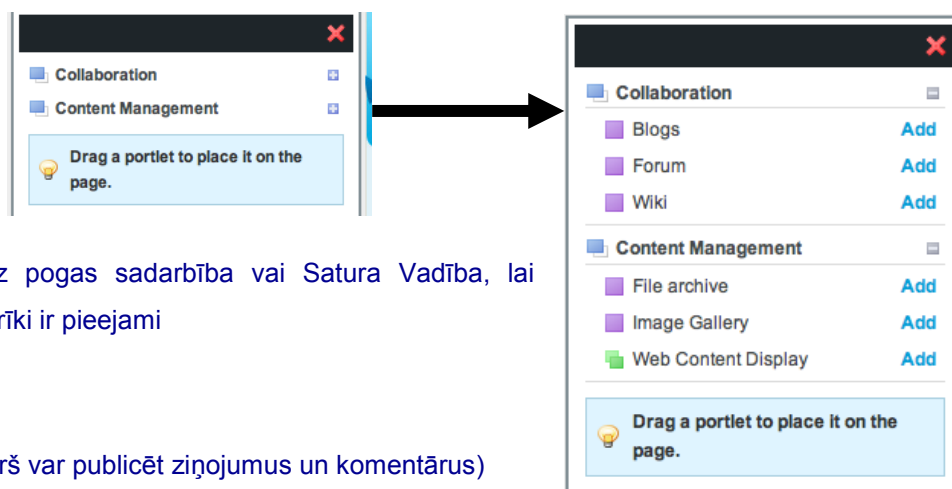 Collaboration
Content Management
Drag a portlet to place it on the
page.
z pogas sadarbība vai Satura Vadība, lai
rīki ir pieejami
rš var publicēt ziņojumus un komentārus)
Collaboration
Blogs Add
Forum Add
Wiki Add
Content Management
File archive Add
Image Gallery Add
Web Content Display Add
Drag a portlet to place it on the
page.